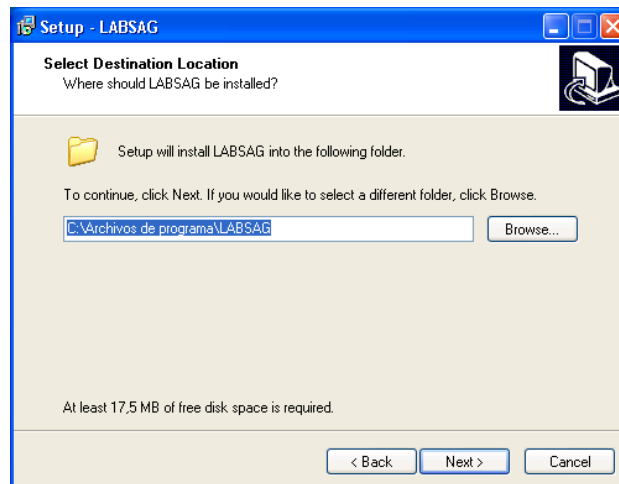 Setup - LABSAG
Select Destination Location
Where should LABSAG be installed?
Setup will install LABSAG into the following folder.
To continue, click Next. If you would like to select a different folder, click Browse.
C:\Archivos de programa\LABSAG
Browse...
At least 17,5 MB of free disk space is required.
< Back
Next >
Cancel